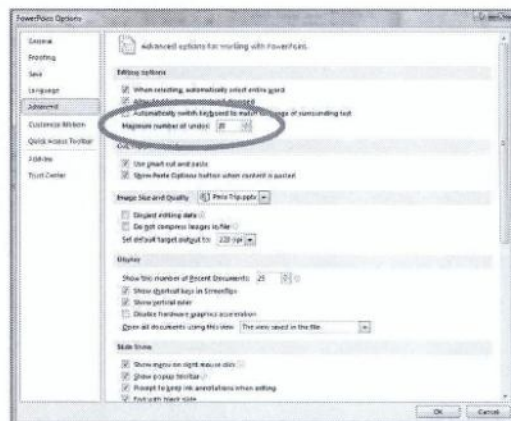 PowerPoint Options
General
Proofing
Save
Language
Advanced
Customize Ribbon
Quick Access Toolbar
Add-Ins
Trust Center
Advanced options for working with PowerPoint.
Editing options
When selecting, automatically select entire word
Allow
Automatically switch keyboard to match language of surrounding text
Maximum number of undos:
Use smart cut and paste
Show Paste Options button when content is pasted
Image Size and Quality Peru Trip.pptx
Discard editing data
Do not compress images in file
Set default target output to: 220 ppi
Display
Show this number of Recent Documents: 25
Show shortcut keys in ScreenTips
Show vertical ruler
Disable hardware graphics acceleration
Open all documents using this view The view saved in the file
Slide Show
Show menu on right mouse click
Show popup toolbar
Prompt to keep ink annotations when exiting
End with black slide
OK Cancel